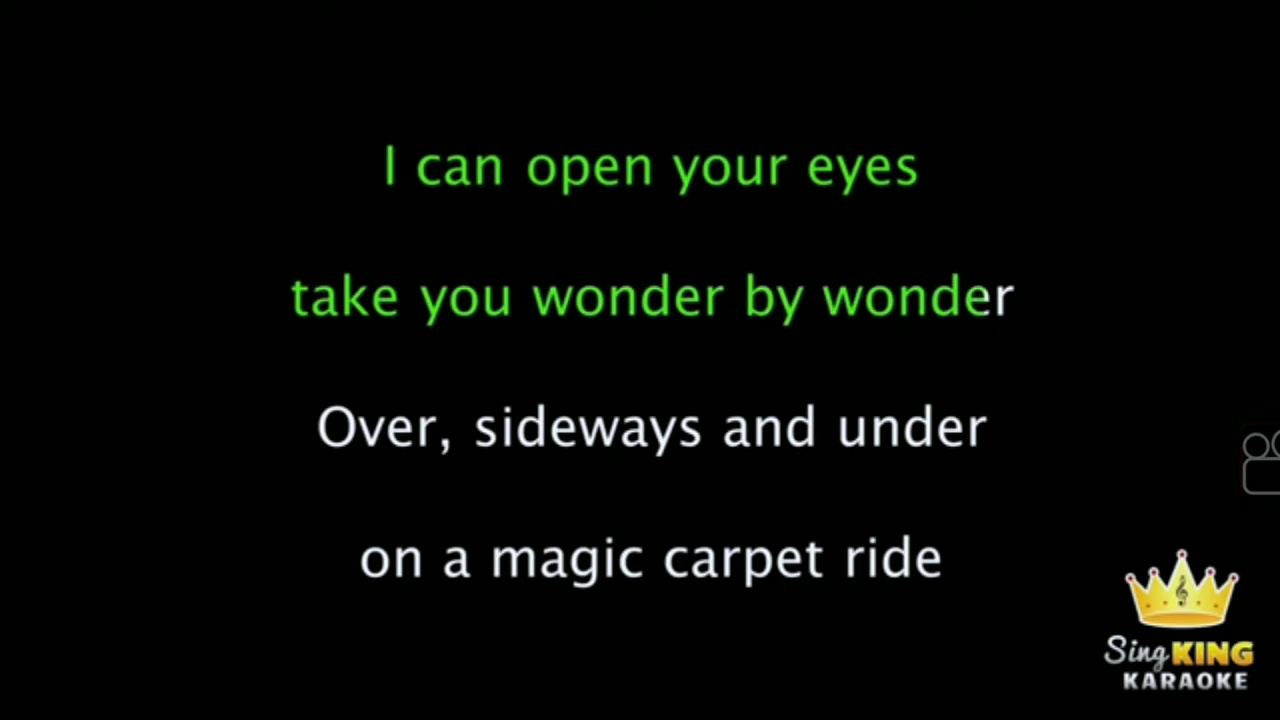 I can open your eyes
take you wonder by wonder
Over, sideways and under
on a magic carpet ride
Sing KING
KARAOKE